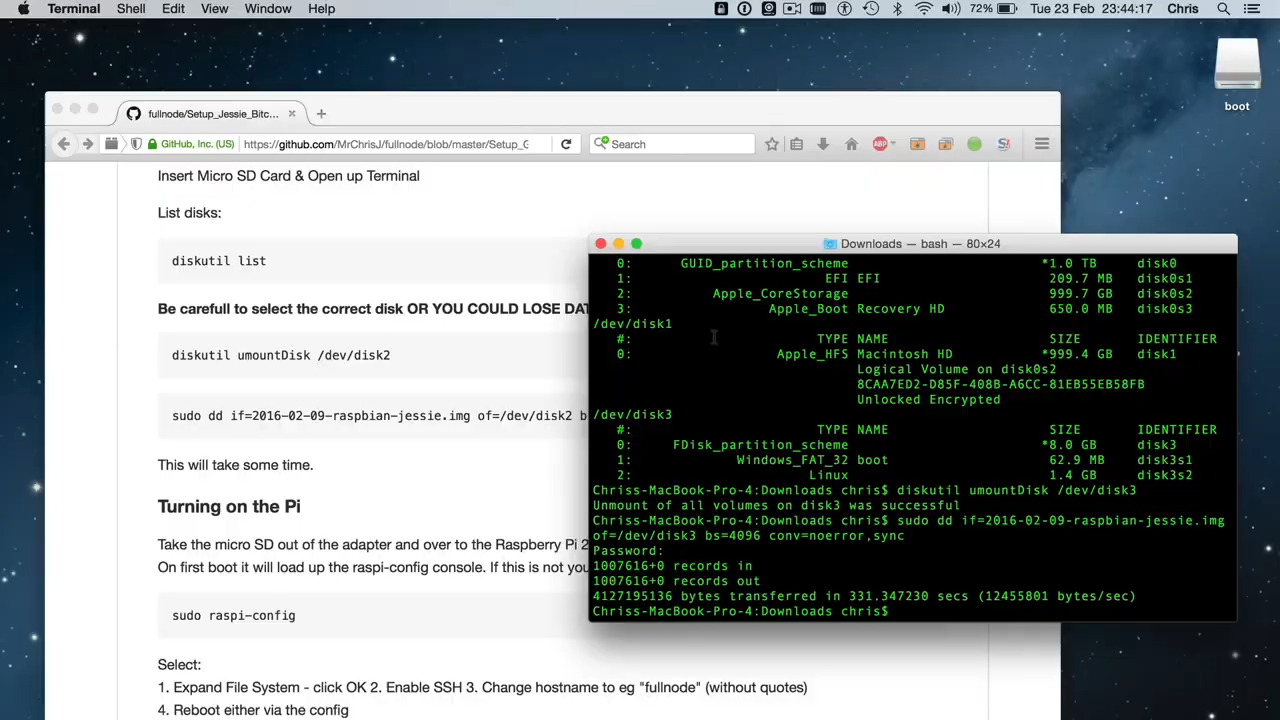 Terminal Shell Edit View Window Help 72% Tue 23 Feb 23:44:17 Chris
boot
fullnode/Setup_Jessie_Bitc...
GitHub, Inc. (US) https://github.com/MrChrisJ/fullnode/blob/master/Setup_G Search ABP
Insert Micro SD Card & Open up Terminal
List disks:
diskutil list
Be carefull to select the correct disk OR YOU COULD LOSE DAT
diskutil umountDisk /dev/disk2
sudo dd if=2016-02-09-raspbian-jessie.img of=/dev/disk2 b
This will take some time.
Turning on the Pi
Take the micro SD out of the adapter and over to the Raspberry Pi 2
On first boot it will load up the raspi-config console. If this is not you
sudo raspi-config
Select:
1. Expand File System - click OK 2. Enable SSH 3. Change hostname to eg "fullnode" (without quotes)
4. Reboot either via the config
Downloads — bash — 80×24
0: GUID_partition_scheme *1.0 TB disk0
1: EFI EFI 209.7 MB disk0s1
2: Apple_CoreStorage 999.7 GB disk0s2
3: Apple_Boot Recovery HD 650.0 MB disk0s3
/dev/disk1
#: TYPE NAME SIZE IDENTIFIER
0: Apple_HFS Macintosh HD *999.4 GB disk1
Logical Volume on disk0s2
8CAA7ED2-D85F-408B-A6CC-81EB55EB58FB
Unlocked Encrypted
/dev/disk3
#: TYPE NAME SIZE IDENTIFIER
0: FDisk_partition_scheme *8.0 GB disk3
1: Windows_FAT_32 boot 62.9 MB disk3s1
2: Linux 1.4 GB disk3s2
Chriss-MacBook-Pro-4:Downloads chris$ diskutil umountDisk /dev/disk3
Unmount of all volumes on disk3 was successful
Chriss-MacBook-Pro-4:Downloads chris$ sudo dd if=2016-02-09-raspbian-jessie.img
of=/dev/disk3 bs=4096 conv=noerror,sync
Password:
1007616+0 records in
1007616+0 records out
4127195136 bytes transferred in 331.347230 secs (12455801 bytes/sec)
Chriss-MacBook-Pro-4:Downloads chris$